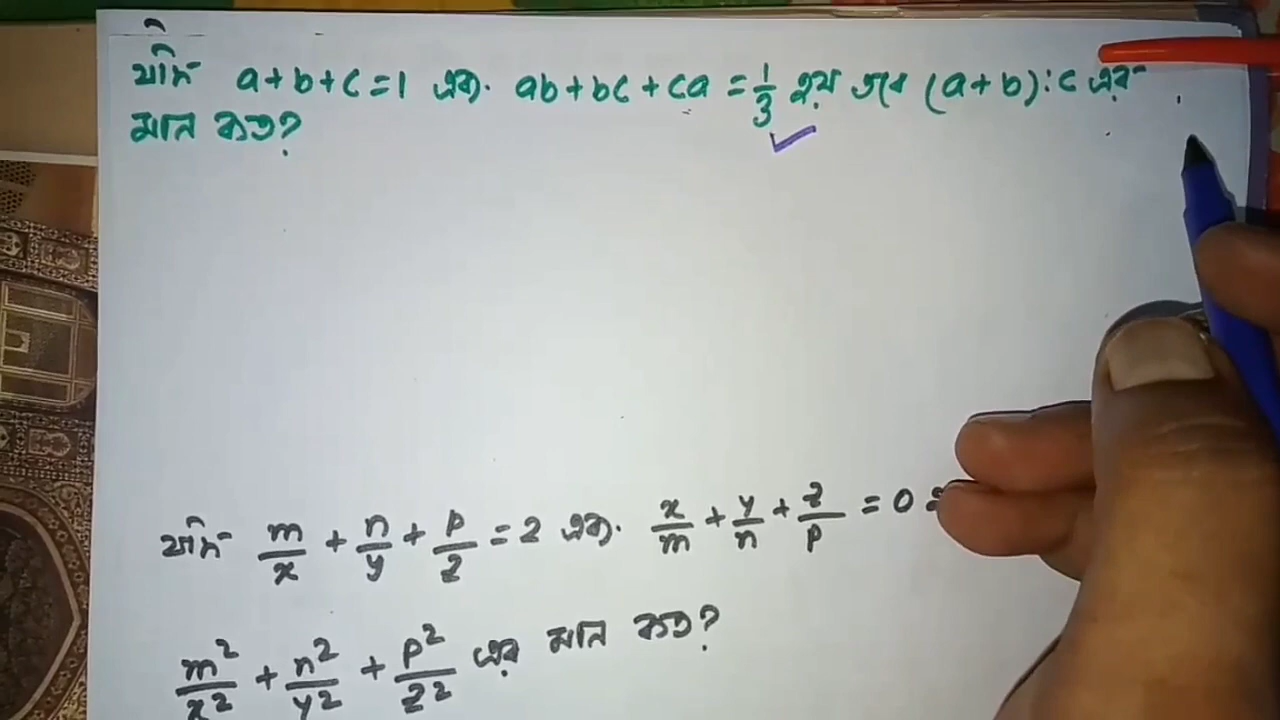 যদি a+b+c=1 এবং ab+bc+ca=1/3 হয় তবে (a+b):c এর
মান কত?
যদি m/x + n/y + p/z = 2 এবং x/m + y/n + z/p = 0
m²/x² + n²/y² + p²/z² এর মান কত?